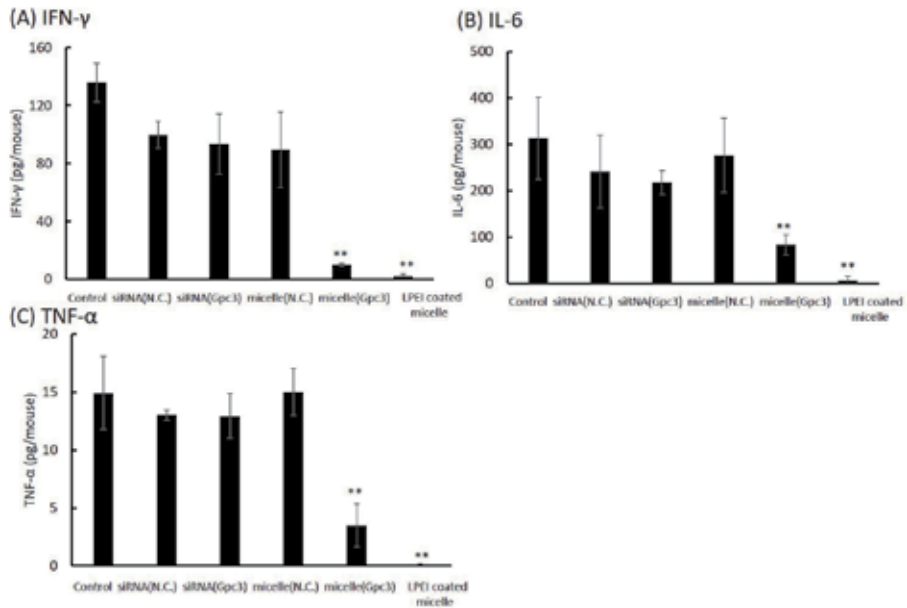 (A) IFN-γ
160
120
80
40
0
IFN-γ (pg/mouse)
** **
Control siRNA(N.C.) siRNA(Gpc3) micelle(N.C.) micelle(Gpc3) LPEI coated
micelle
(B) IL-6
500
400
300
200
100
0
IL-6 (pg/mouse)
**
**
Control siRNA(N.C.) siRNA(Gpc3) micelle(N.C.) micelle(Gpc3) LPEI coated
micelle
(C) TNF-α
20
15
10
5
0
TNF-α (pg/mouse)
**
**
Control siRNA(N.C.) siRNA(Gpc3) micelle(N.C.) micelle(Gpc3) LPEI coated
micelle